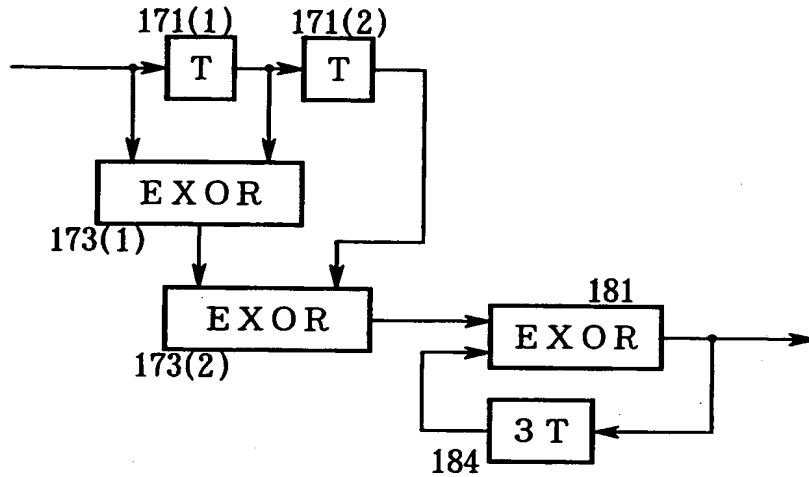 171(1)
171(2)
T
T
EXOR
173(1)
EXOR
173(2)
181
EXOR
3T
184